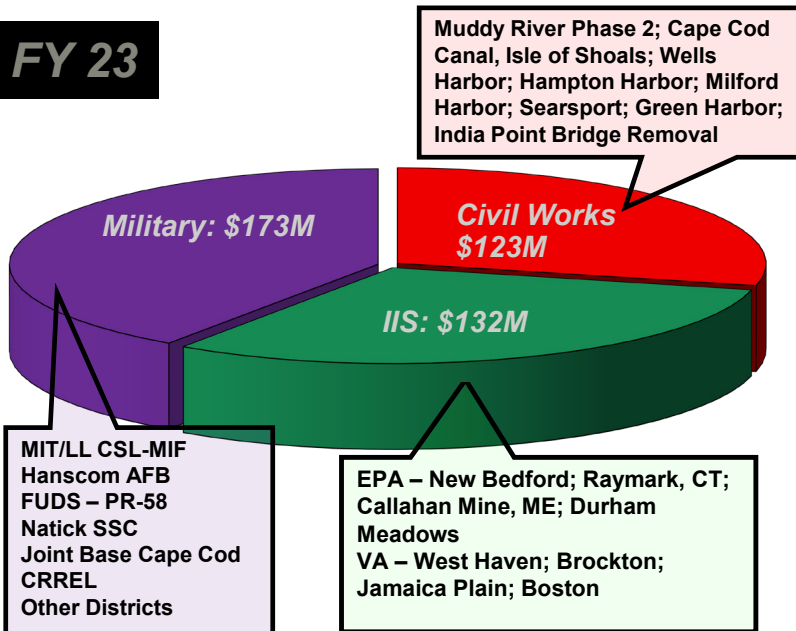 FY 23
Muddy River Phase 2; Cape Cod
Canal, Isle of Shoals; Wells
Harbor; Hampton Harbor; Milford
Harbor; Searsport; Green Harbor;
India Point Bridge Removal
Military: $173M
Civil Works
$123M
IIS: $132M
MIT/LL CSL-MIF
Hanscom AFB
FUDS – PR-58
Natick SSC
Joint Base Cape Cod
CRREL
Other Districts
EPA – New Bedford; Raymark, CT;
Callahan Mine, ME; Durham
Meadows
VA – West Haven; Brockton;
Jamaica Plain; Boston